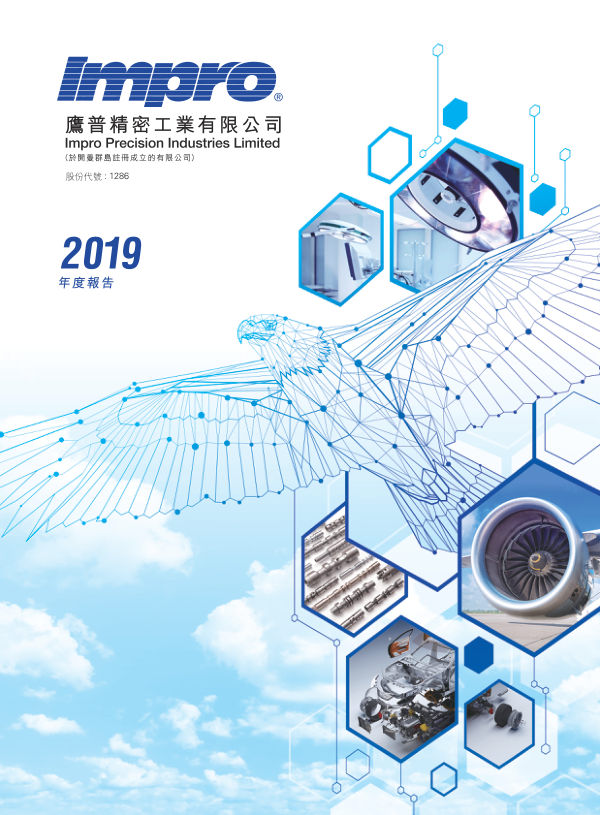 Impro®
鷹普精密工業有限公司
Impro Precision Industries Limited
(於開曼群島註冊成立的有限公司)
股份代號 : 1286
2019
年度報告